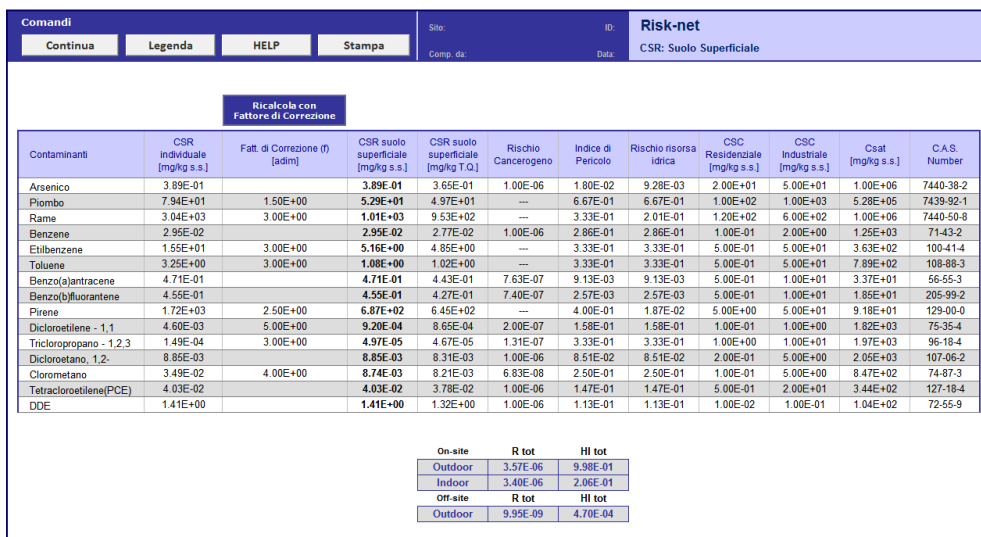 Comandi
Continua Legenda HELP Stampa
Sito: ID:
Comp. da: Data:
Risk-net
CSR: Suolo Superficiale
Ricalcola con
Fattore di Correzione
Contaminanti CSR individuale [mg/kg s.s.] Fatt. di Correzione (f) [adim] CSR suolo superficiale [mg/kg s.s.] CSR suolo superficiale [mg/kg T.Q.] Rischio Cancerogeno Indice di Pericolo Rischio risorsa idrica CSC Residenziale [mg/kg s.s.] CSC Industriale [mg/kg s.s.] Csat [mg/kg s.s.] C.A.S. Number
Arsenico 3.89E-01 3.89E-01 3.65E-01 1.00E-06 1.80E-02 9.28E-03 2.00E+01 5.00E+01 1.00E+06 7440-38-2
Piombo 7.94E+01 1.50E+00 5.29E+01 4.97E+01 --- 6.67E-01 6.67E-01 1.00E+02 1.00E+03 5.28E+05 7439-92-1
Rame 3.04E+03 3.00E+00 1.01E+03 9.53E+02 --- 3.33E-01 2.01E-01 1.20E+02 6.00E+02 1.00E+06 7440-50-8
Benzene 2.95E-02 2.95E-02 2.77E-02 1.00E-06 2.86E-01 2.86E-01 1.00E-01 2.00E+00 1.25E+03 71-43-2
Etilbenzene 1.55E+01 3.00E+00 5.16E+00 4.85E+00 --- 3.33E-01 3.33E-01 5.00E-01 5.00E+01 3.63E+02 100-41-4
Toluene 3.25E+00 3.00E+00 1.08E+00 1.02E+00 --- 3.33E-01 3.33E-01 5.00E-01 5.00E+01 7.89E+02 108-88-3
Benzo(a)antracene 4.71E-01 4.71E-01 4.43E-01 7.63E-07 9.13E-03 9.13E-03 5.00E-01 1.00E+01 3.37E+01 56-55-3
Benzo(b)fluorantene 4.55E-01 4.55E-01 4.27E-01 7.40E-07 2.57E-03 2.57E-03 5.00E-01 1.00E+01 1.85E+01 205-99-2
Pirene 1.72E+03 2.50E+00 6.87E+02 6.45E+02 --- 4.00E-01 1.87E-02 5.00E+00 5.00E+01 9.18E+01 129-00-0
Dicloroetilene - 1,1 4.60E-03 5.00E+00 9.20E-04 8.65E-04 2.00E-07 1.58E-01 1.58E-01 1.00E-01 1.00E+00 1.82E+03 75-35-4
Tricloropropano - 1,2,3 1.49E-04 3.00E+00 4.97E-05 4.67E-05 1.31E-07 3.33E-01 3.33E-01 1.00E+00 1.00E+01 1.97E+03 96-18-4
Dicloroetano, 1,2- 8.85E-03 8.85E-03 8.31E-03 1.00E-06 8.51E-02 8.51E-02 2.00E-01 5.00E+00 2.05E+03 107-06-2
Clorometano 3.49E-02 4.00E+00 8.74E-03 8.21E-03 6.83E-08 2.50E-01 2.50E-01 1.00E-01 5.00E+00 8.47E+02 74-87-3
Tetracloroetilene(PCE) 4.03E-02 4.03E-02 3.78E-02 1.00E-06 1.47E-01 1.47E-01 5.00E-01 2.00E+01 3.44E+02 127-18-4
DDE 1.41E+00 1.41E+00 1.32E+00 1.00E-06 1.13E-01 1.13E-01 1.00E-02 1.00E-01 1.04E+02 72-55-9
On-site R tot HI tot
Outdoor 3.57E-06 9.98E-01
Indoor 3.40E-06 2.06E-01
Off-site R tot HI tot
Outdoor 9.95E-09 4.70E-04